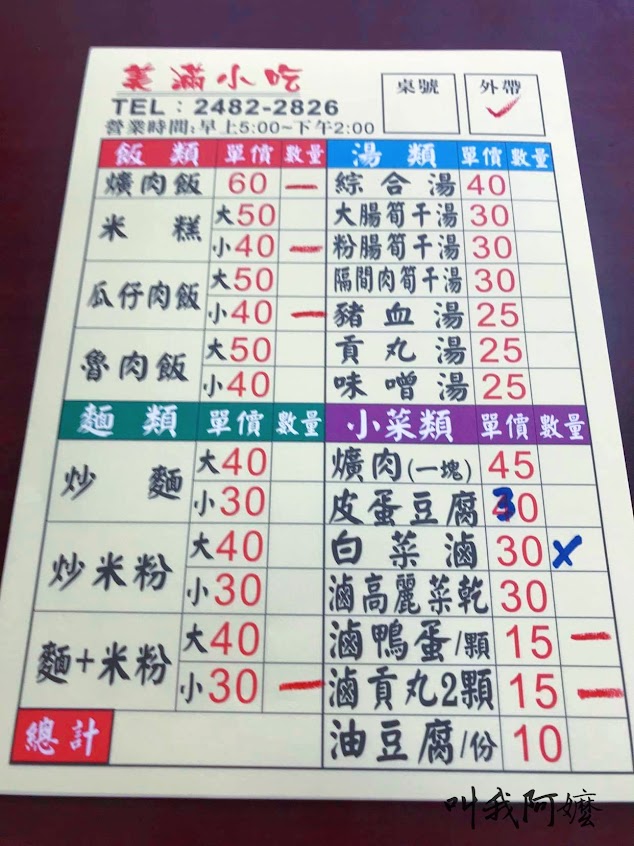 美滿小吃
桌號 外帶 ✓
TEL：2482-2826
營業時間:早上5:00~下午2:00
飯類 單價 數量 湯類 單價 數量
爌肉飯 60 一 綜合湯 40
米糕 大50 大腸筍干湯 30
小40 一 粉腸筍干湯 30
瓜仔肉飯 大50 隔間肉筍干湯 30
小40 一 豬血湯 25
魯肉飯 大50 貢丸湯 25
小40 味噌湯 25
麵類 單價 數量 小菜類 單價 數量
炒麵 大40 爌肉(一塊) 45
小30 皮蛋豆腐 30
炒米粉 大40 白菜滷 30 ✗
小30 滷高麗菜乾 30
麵+米粉 大40 滷鴨蛋/顆 15 一
小30 一 滷貢丸2顆 15 一
總計 油豆腐/份 10
叫我阿嬤